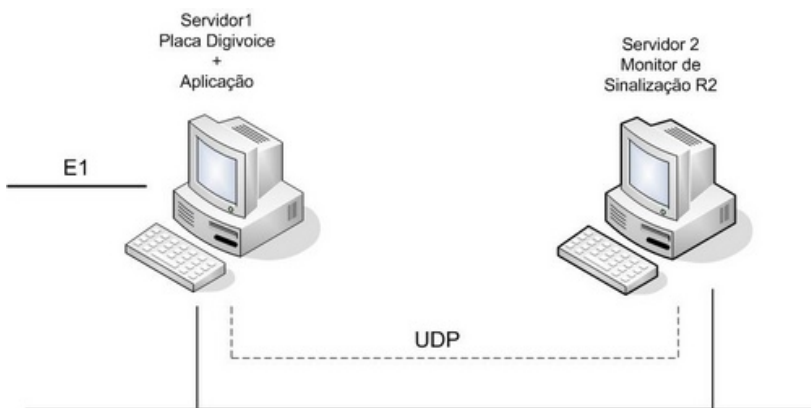 Servidor1
Placa Digivoice
+
Aplicação
Servidor 2
Monitor de
Sinalização R2
E1
UDP